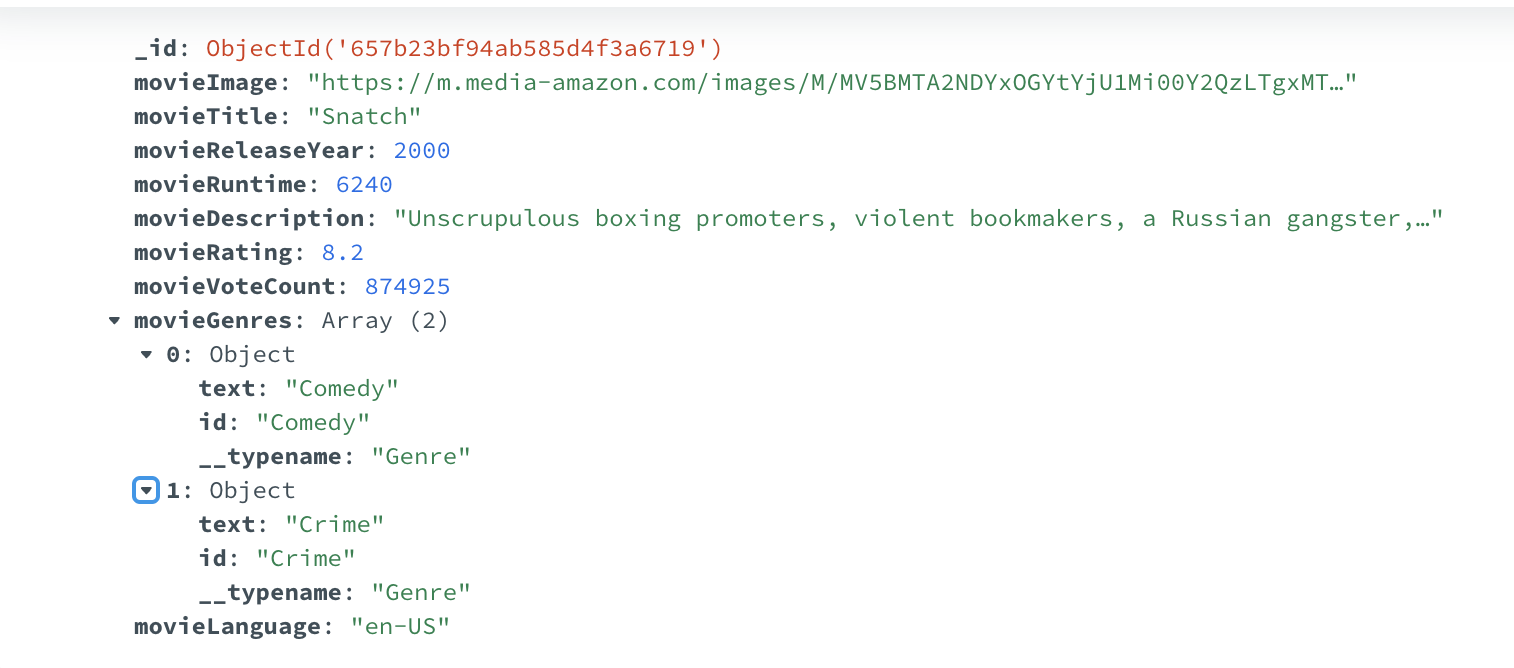 _id: ObjectId('657b23bf94ab585d4f3a6719')
movieImage: "https://m.media-amazon.com/images/M/MV5BMTA2NDYxOGYtYjU1Mi00Y2QzLTgxMT…"
movieTitle: "Snatch"
movieReleaseYear: 2000
movieRuntime: 6240
movieDescription: "Unscrupulous boxing promoters, violent bookmakers, a Russian gangster,…"
movieRating: 8.2
movieVoteCount: 874925
movieGenres: Array (2)
0: Object
text: "Comedy"
id: "Comedy"
__typename: "Genre"
1: Object
text: "Crime"
id: "Crime"
__typename: "Genre"
movieLanguage: "en-US"